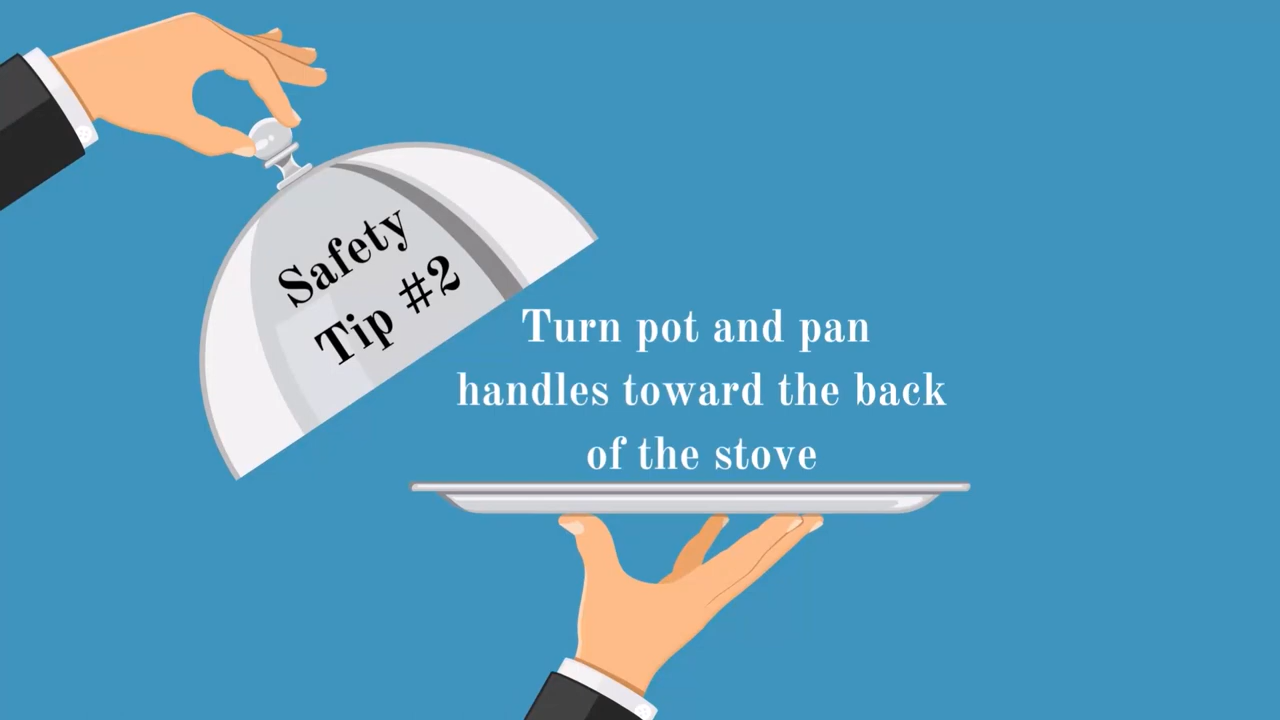 Safety
Tip #2
Turn pot and pan
handles toward the back
of the stove